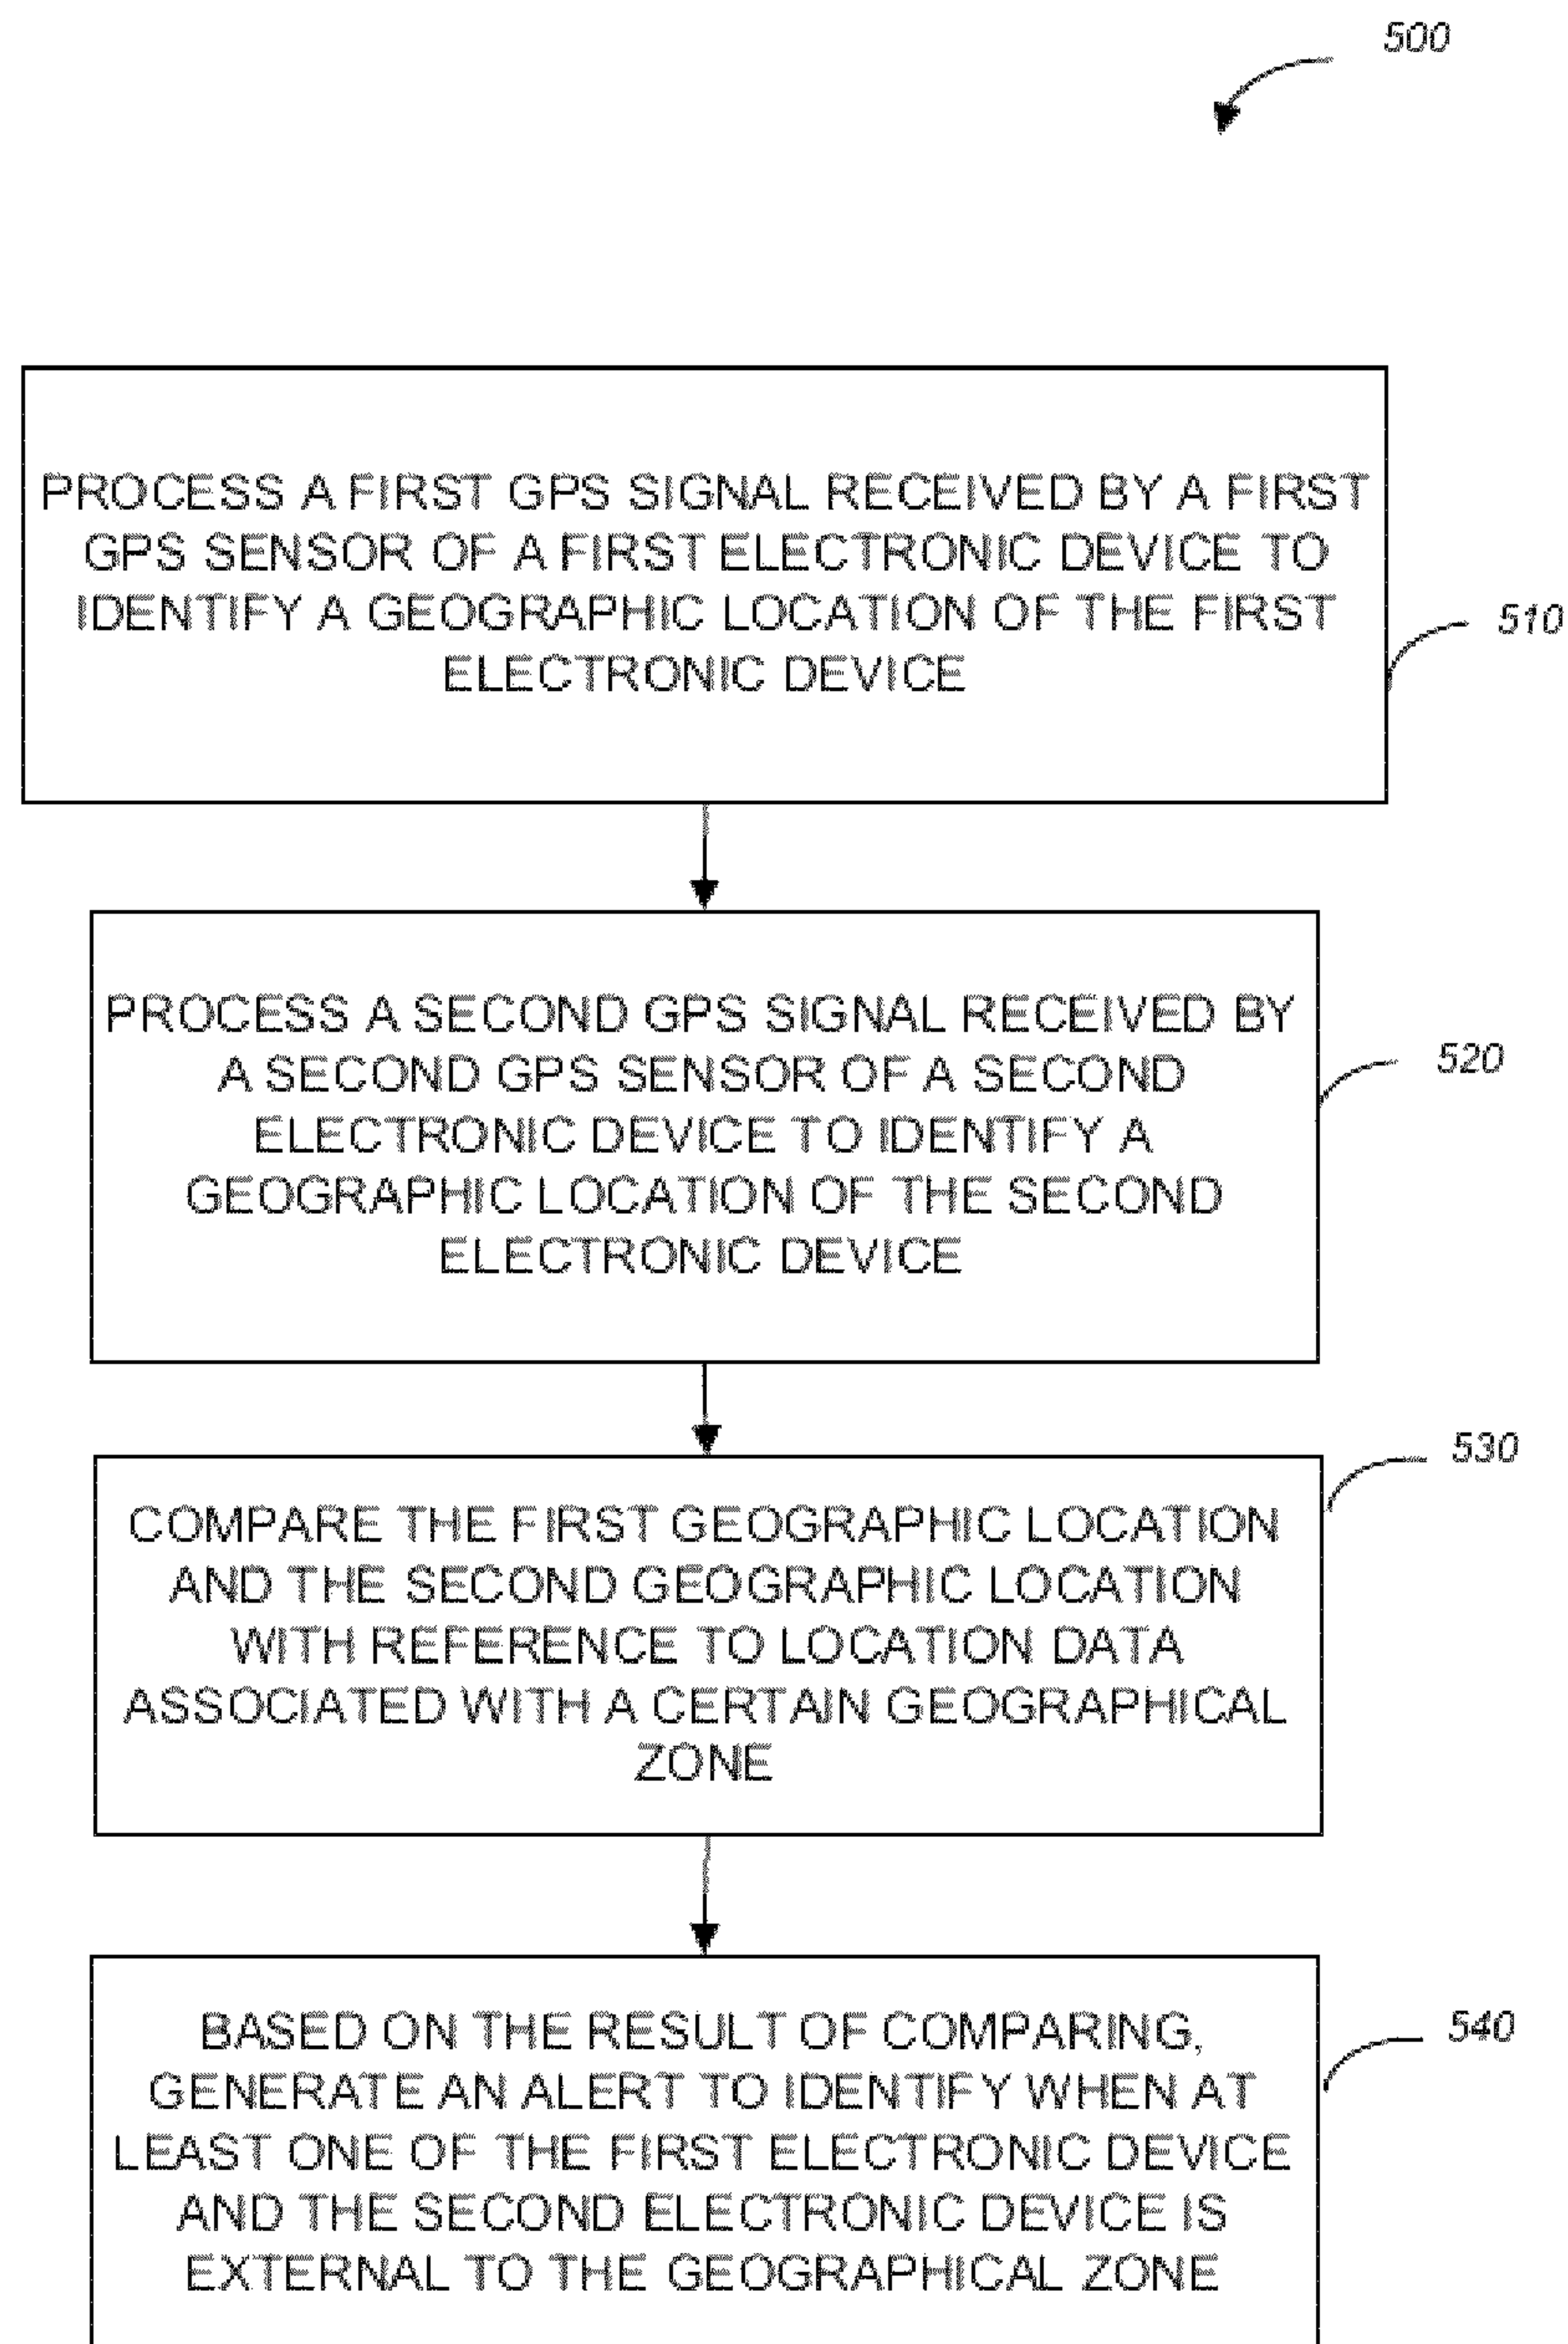 500
PROCESS A FIRST GPS SIGNAL RECEIVED BY A FIRST
GPS SENSOR OF A FIRST ELECTRONIC DEVICE TO
IDENTIFY A GEOGRAPHIC LOCATION OF THE FIRST
ELECTRONIC DEVICE
510
PROCESS A SECOND GPS SIGNAL RECEIVED BY
A SECOND GPS SENSOR OF A SECOND
ELECTRONIC DEVICE TO IDENTIFY A
GEOGRAPHIC LOCATION OF THE SECOND
ELECTRONIC DEVICE
520
COMPARE THE FIRST GEOGRAPHIC LOCATION
AND THE SECOND GEOGRAPHIC LOCATION
WITH REFERENCE TO LOCATION DATA
ASSOCIATED WITH A CERTAIN GEOGRAPHICAL
ZONE
530
BASED ON THE RESULT OF COMPARING,
GENERATE AN ALERT TO IDENTIFY WHEN AT
LEAST ONE OF THE FIRST ELECTRONIC DEVICE
AND THE SECOND ELECTRONIC DEVICE IS
EXTERNAL TO THE GEOGRAPHICAL ZONE
540